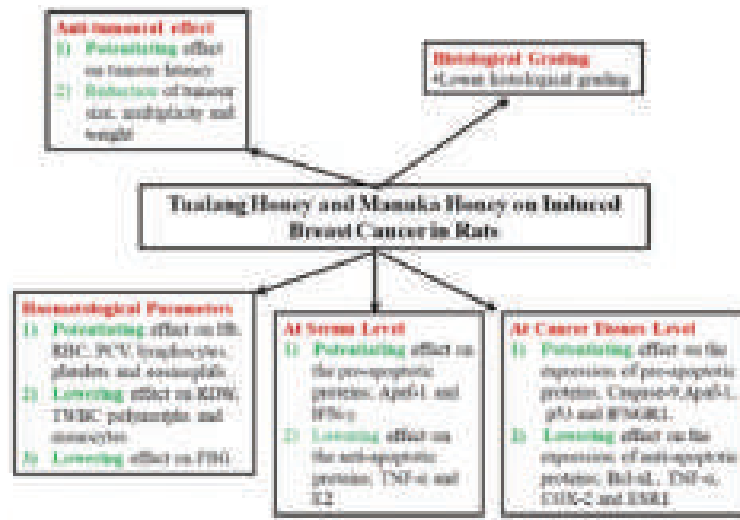 Anti-tumoural effect
1) Potentiating effect
on tumour latency
2) Reduction of tumour
size, multiplicity and
weight
Histological Grading
•Lower histological grading
Tualang Honey and Manuka Honey on Induced
Breast Cancer in Rats
Haematological Parameters
1) Potentiating effect on Hb,
RBC, PCV, lymphocytes,
platelets and eosinophils
2) Lowering effect on RDW,
TWBC polymorphs and
monocytes
3) Lowering effect on
At Serum Level
1) Potentiating effect on
the pro-apoptotic
proteins, Apaf-1 and
IFN-γ
2) Lowering effect on
the anti-apoptotic
proteins, TNF-α and
E2
At Cancer Tissues Level
1) Potentiating effect on the
expression of pro-apoptotic
proteins, Caspase-9, Apaf-1,
p53 and IFNGR1
2) Lowering effect on the
expression of anti-apoptotic
proteins, Bcl-xL, TNF-α,
COX-2 and ESR1